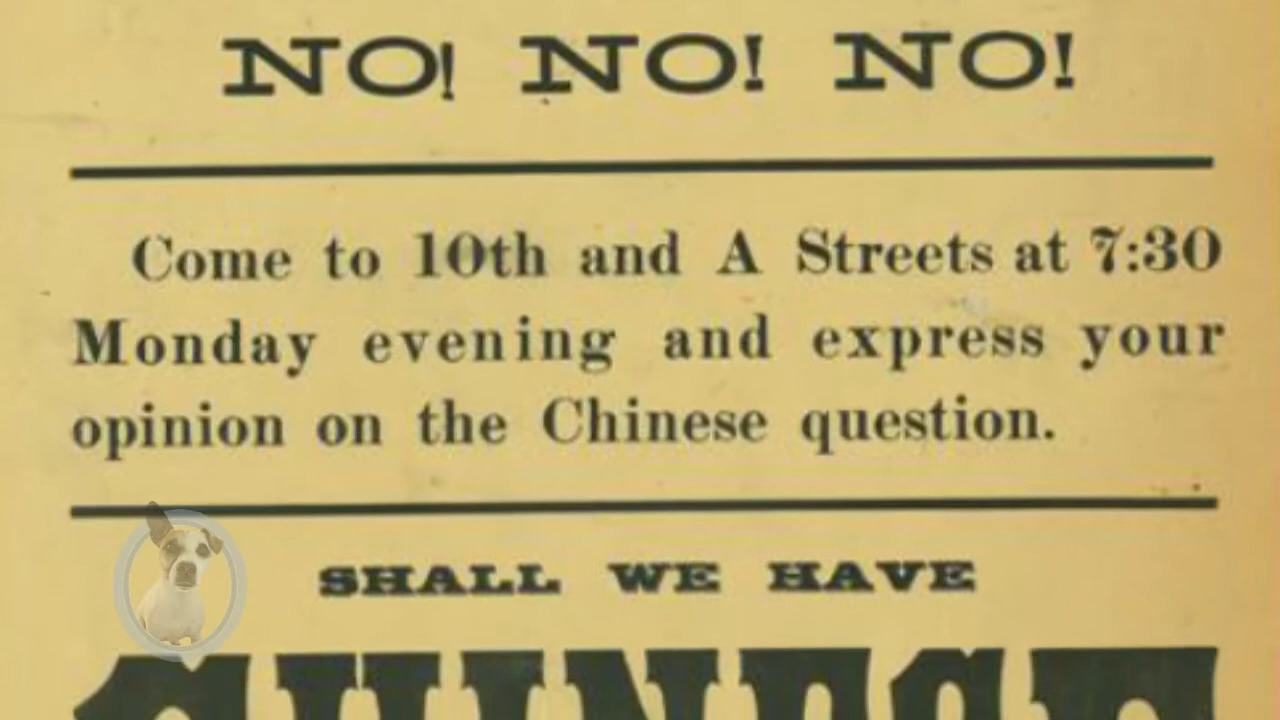 NO! NO! NO!
Come to 10th and A Streets at 7:30
Monday evening and express your
opinion on the Chinese question.
SHALL WE HAVE
CHINESE